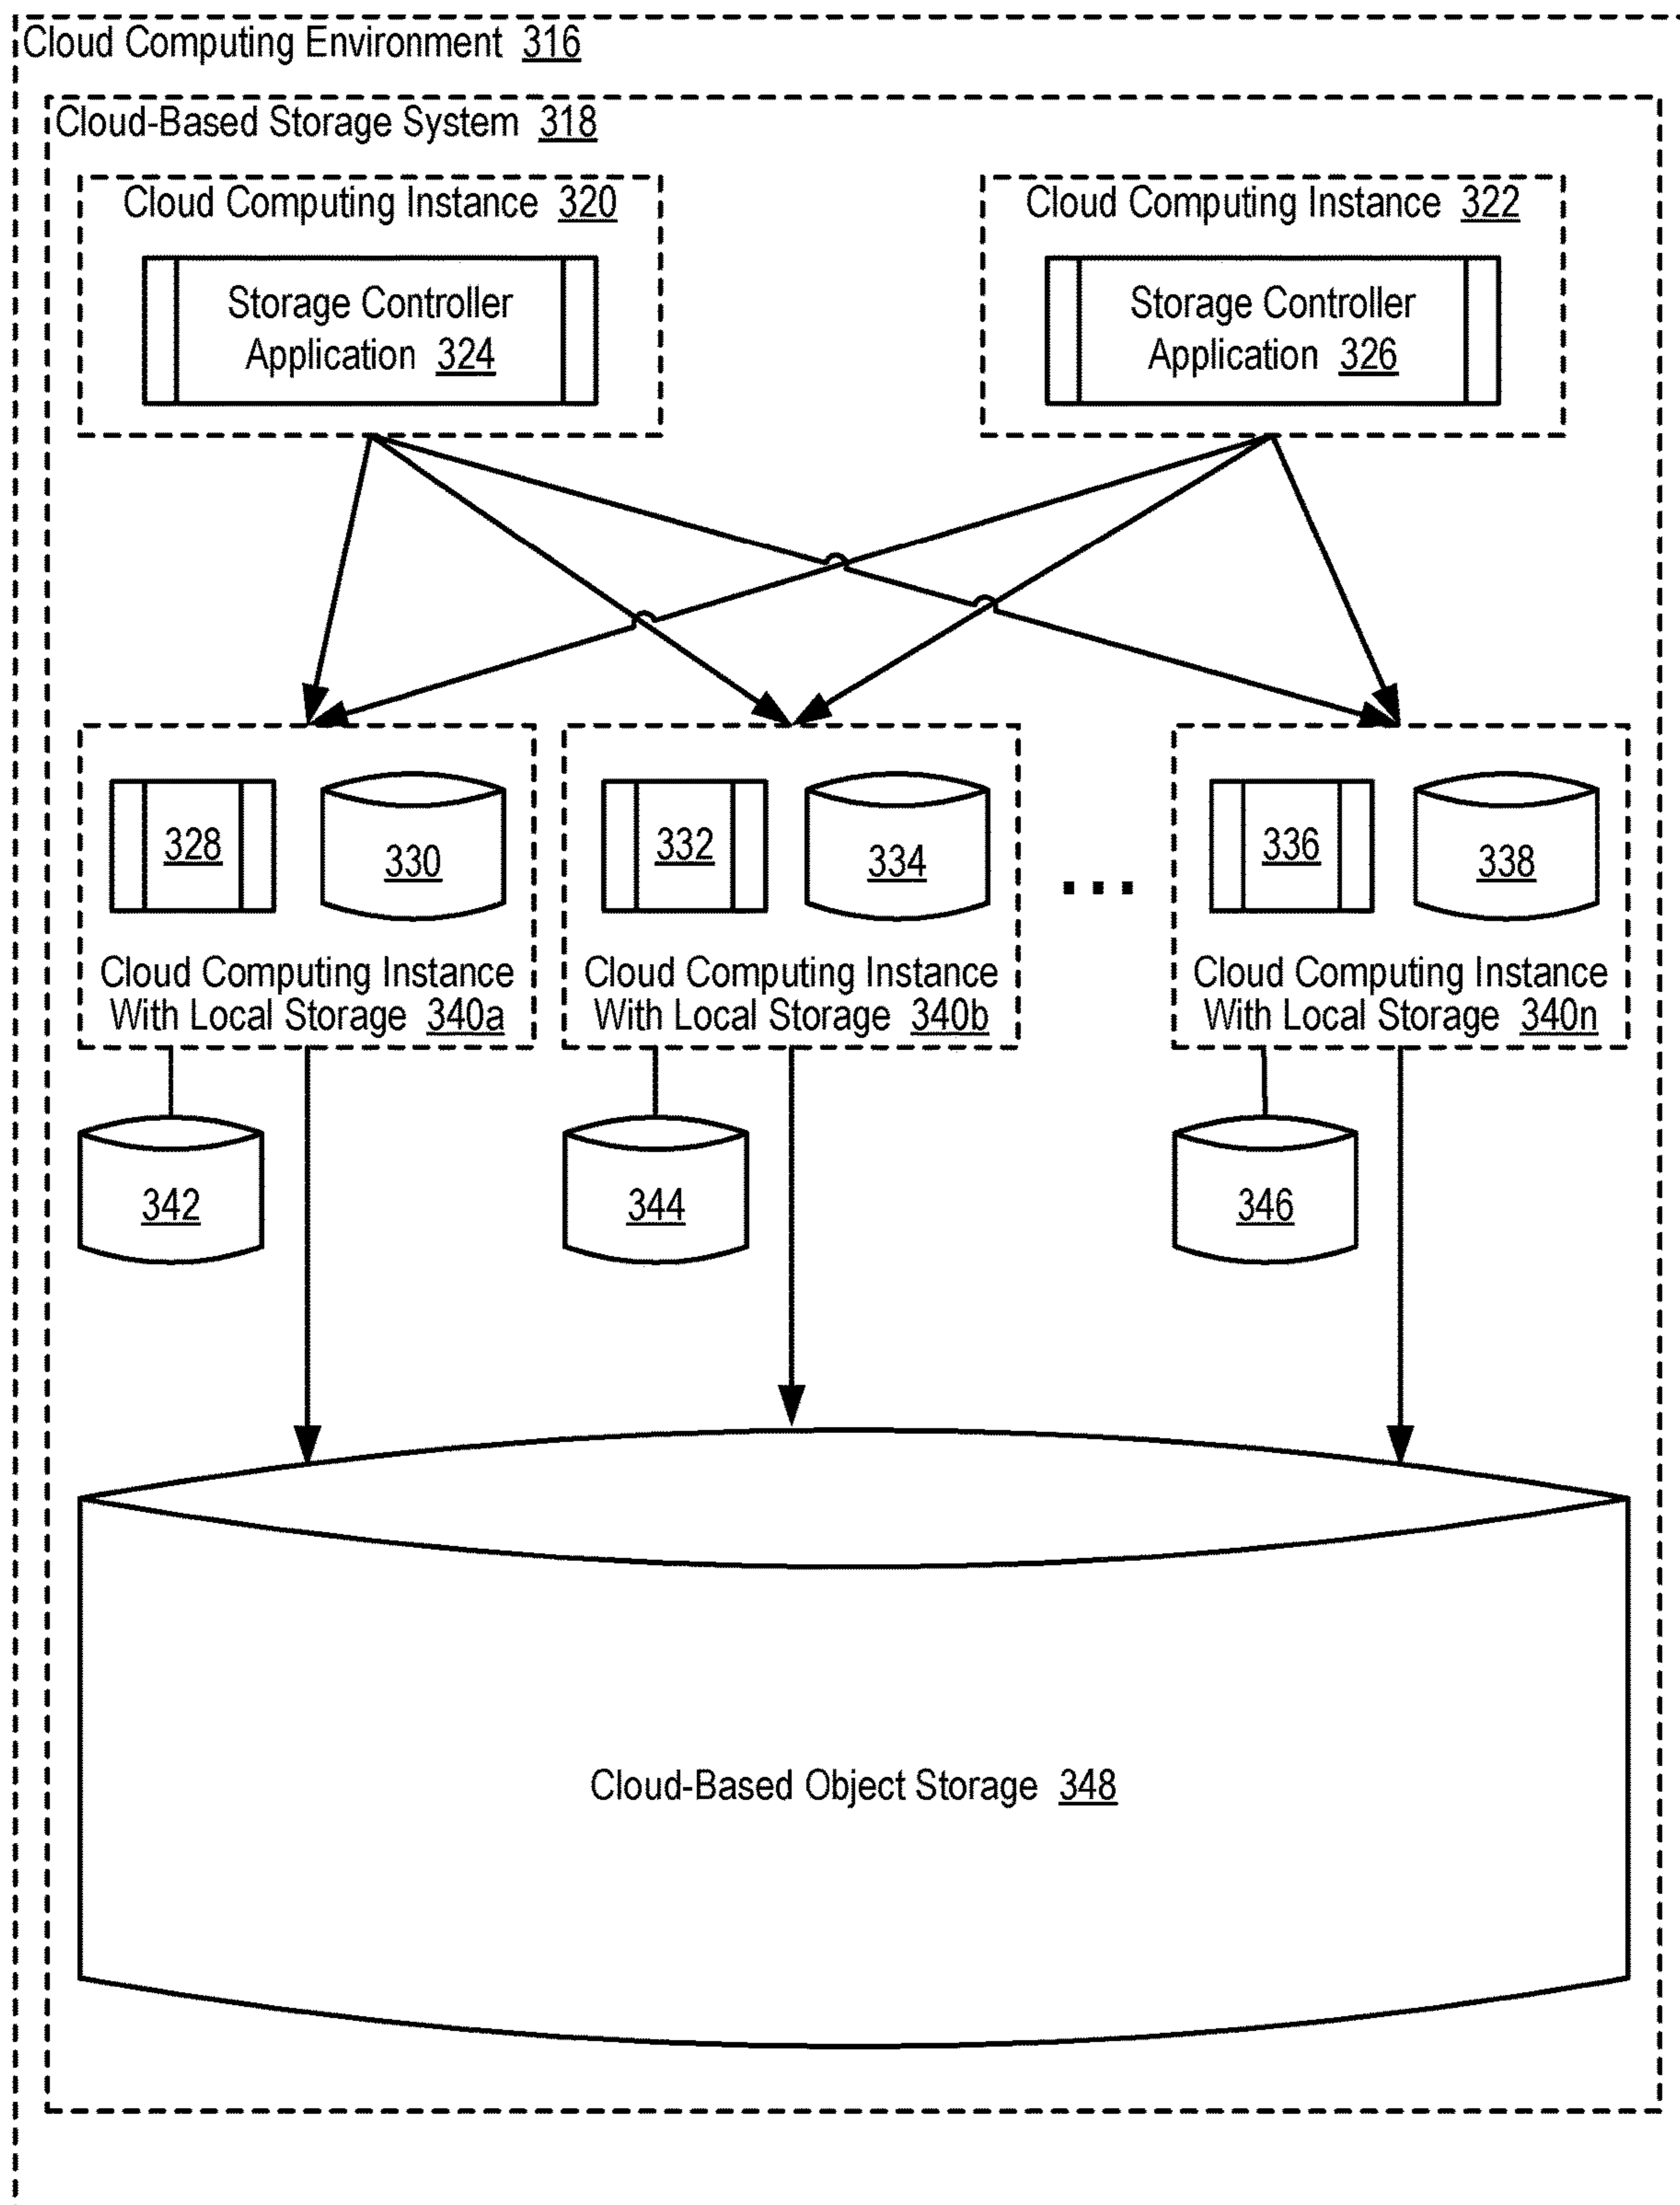 Cloud Computing Environment 316
Cloud-Based Storage System 318
Cloud Computing Instance 320
Storage Controller
Application 324
Cloud Computing Instance 322
Storage Controller
Application 326
328
330
Cloud Computing Instance
With Local Storage 340a
332
334
Cloud Computing Instance
With Local Storage 340b
...
336
338
Cloud Computing Instance
With Local Storage 340n
342
344
346
Cloud-Based Object Storage 348